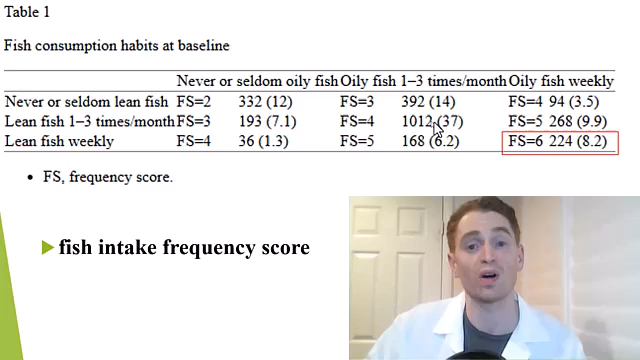 Table 1
Fish consumption habits at baseline
Never or seldom oily fish Oily fish 1–3 times/month Oily fish weekly
Never or seldom lean fish FS=2 332 (12) FS=3 392 (14) FS=4 94 (3.5)
Lean fish 1–3 times/month FS=3 193 (7.1) FS=4 1012 (37) FS=5 268 (9.9)
Lean fish weekly FS=4 36 (1.3) FS=5 168 (6.2) FS=6 224 (8.2)
• FS, frequency score.
fish intake frequency score